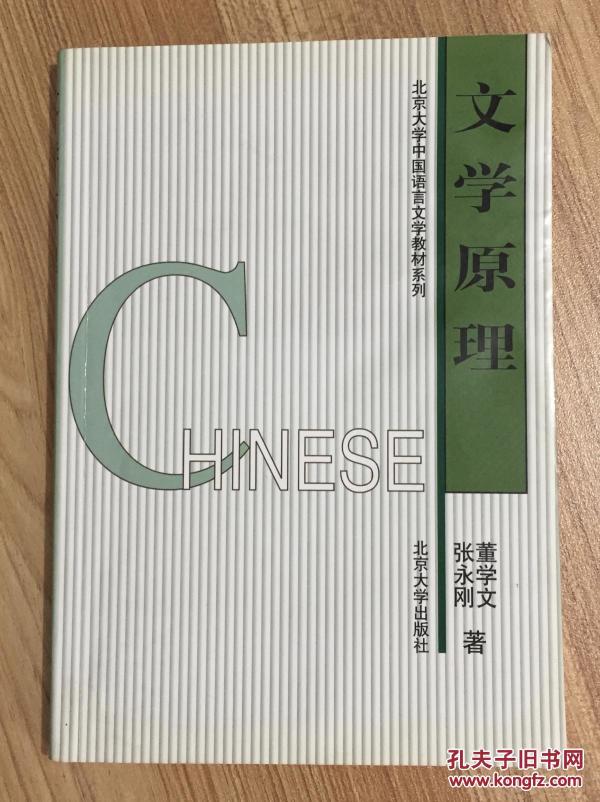 文学原理
北京大学中国语言文学教材系列
CHINESE
董学文
张永刚
著
北京大学出版社
孔夫子旧书网
www.kongfz.com